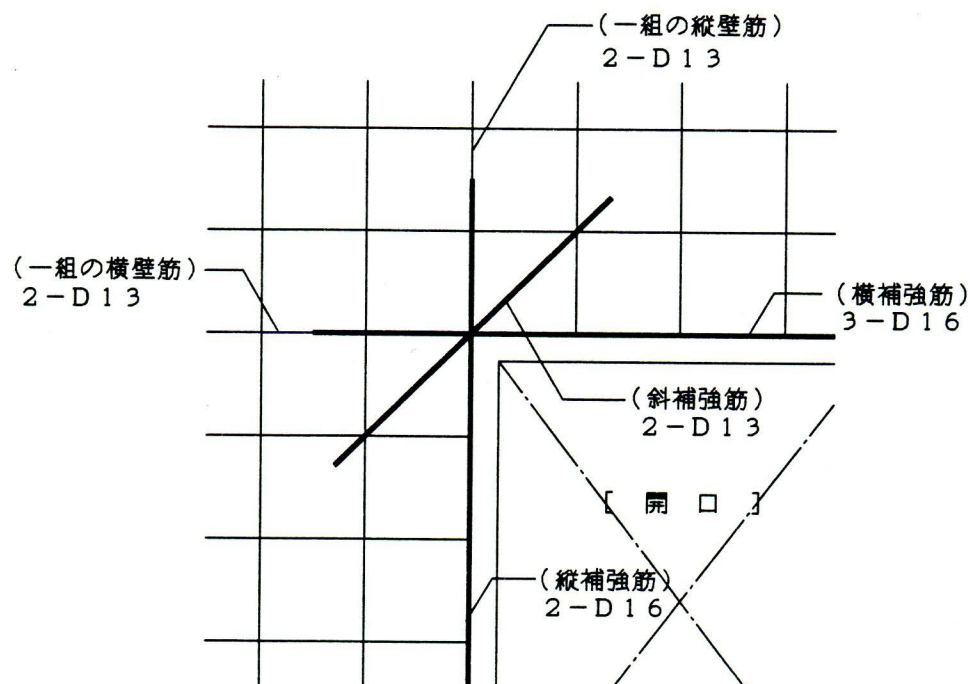 (一組の縦壁筋)
2-D13
(一組の横壁筋)
2-D13
(横補強筋)
3-D16
(斜補強筋)
2-D13
[ 開 口 ]
(縦補強筋)
2-D16